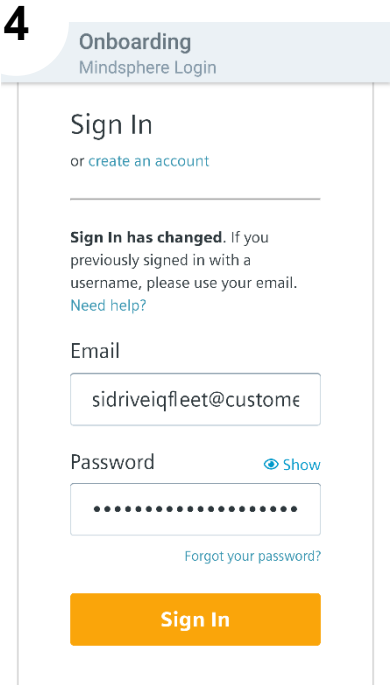 4
Onboarding
Mindsphere Login
Sign In
or create an account
Sign In has changed. If you
previously signed in with a
username, please use your email.
Need help?
Email
sidriveiqfleet@custome
Password
Show
••••••••••••••••••••
Forgot your password?
Sign In